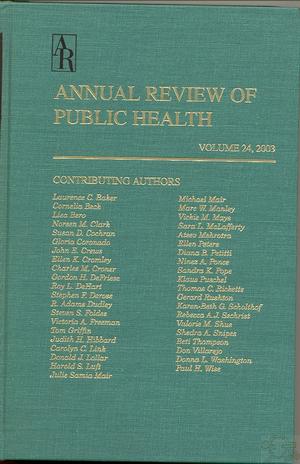 AR
ANNUAL REVIEW OF
PUBLIC HEALTH
VOLUME 24, 2003
CONTRIBUTING AUTHORS
Laurence C. Baker
Cornelia Beck
Lisa Bero
Noreen M. Clark
Susan D. Cochran
Gloria Coronado
John E. Crews
Ellen K. Cromley
Charles M. Croner
Gordon H. DeFriese
Roy L. DeHart
Stephen F. Derose
R. Adams Dudley
Steven S. Foldes
Victoria A. Freeman
Tom Griffin
Judith H. Hibbard
Carolyn C. Link
Donald J. Lollar
Harold S. Luft
Julie Samia Mair
Michael Mair
Marc W. Manley
Vickie M. Mays
Sara L. McLafferty
Ateev Mehrotra
Ellen Peters
Diana B. Petitti
Ninez A. Ponce
Sandra K. Pope
Klaus Puschel
Thomas C. Ricketts
Gerard Rushton
Karen-Beth G. Scholthof
Rebecca A.J. Sechrist
Valerie M. Shus
Shedra A. Snipes
Beti Thompson
Don Villarejo
Donna L. Washington
Paul H. Wise